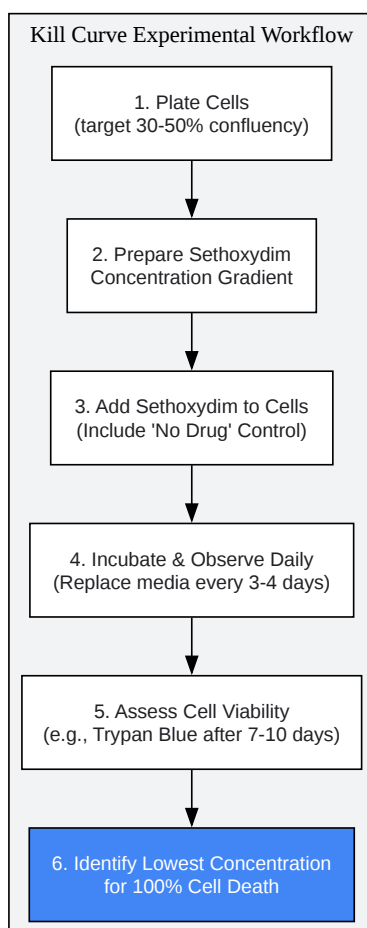 Kill Curve Experimental Workflow
1. Plate Cells
(target 30-50% confluency)
2. Prepare Sethoxydim
Concentration Gradient
3. Add Sethoxydim to Cells
(Include 'No Drug' Control)
4. Incubate & Observe Daily
(Replace media every 3-4 days)
5. Assess Cell Viability
(e.g., Trypan Blue after 7-10 days)
6. Identify Lowest Concentration
for 100% Cell Death